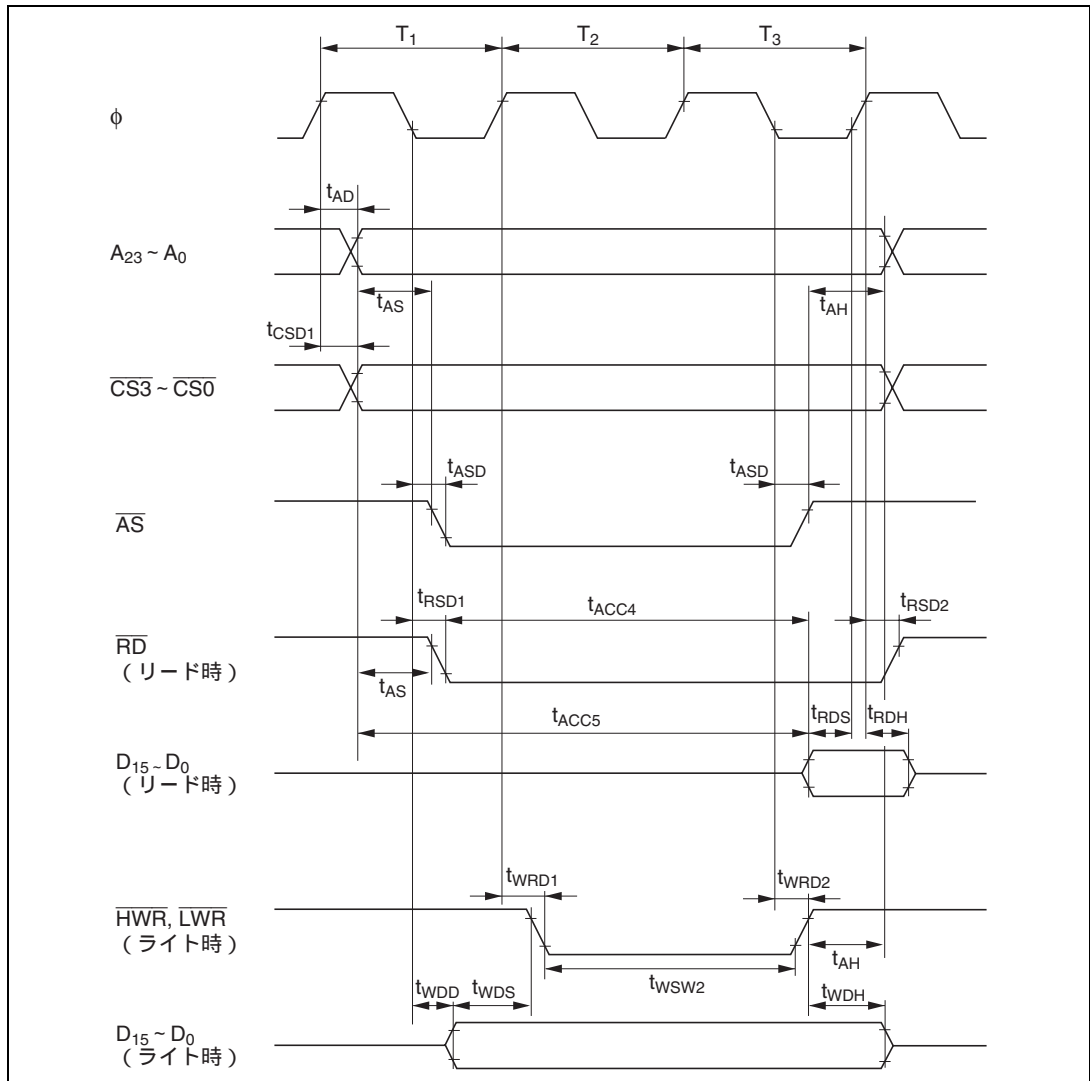 T1 T2 T3
φ
tAD
A23 ~ A0
tAS tAH
tCSD1
CS3 ~ CS0
tASD tASD
AS
tRSD1 tACC4 tRSD2
RD
（リード時）
tAS
tACC5 tRDS tRDH
D15 ~ D0
（リード時）
tWRD1 tWRD2
HWR, LWR
（ライト時）
tAH
tWSW2
tWDD tWDS tWDH
D15 ~ D0
（ライト時）